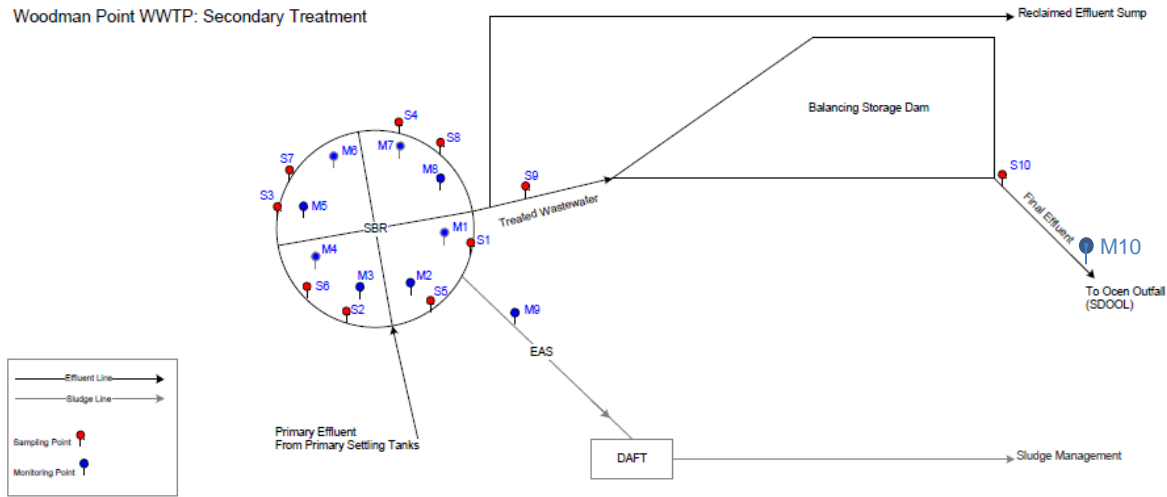 Woodman Point WWTP: Secondary Treatment
Reclaimed Effluent Sump
Balancing Storage Dam
S4
S8
M7
M6
S7
M8
S9
S10
S3
M5
Treated Wastewater
Final Effluent
SBR
M1
S1
M10
M4
M3
M2
S6
S5
S2
To Ocen Outfall
(SDOOL)
M9
EAS
Effluent Line
Sludge Line
Primary Effluent
From Primary Settling Tanks
Sampling Point
Monitoring Point
DAFT
Sludge Management